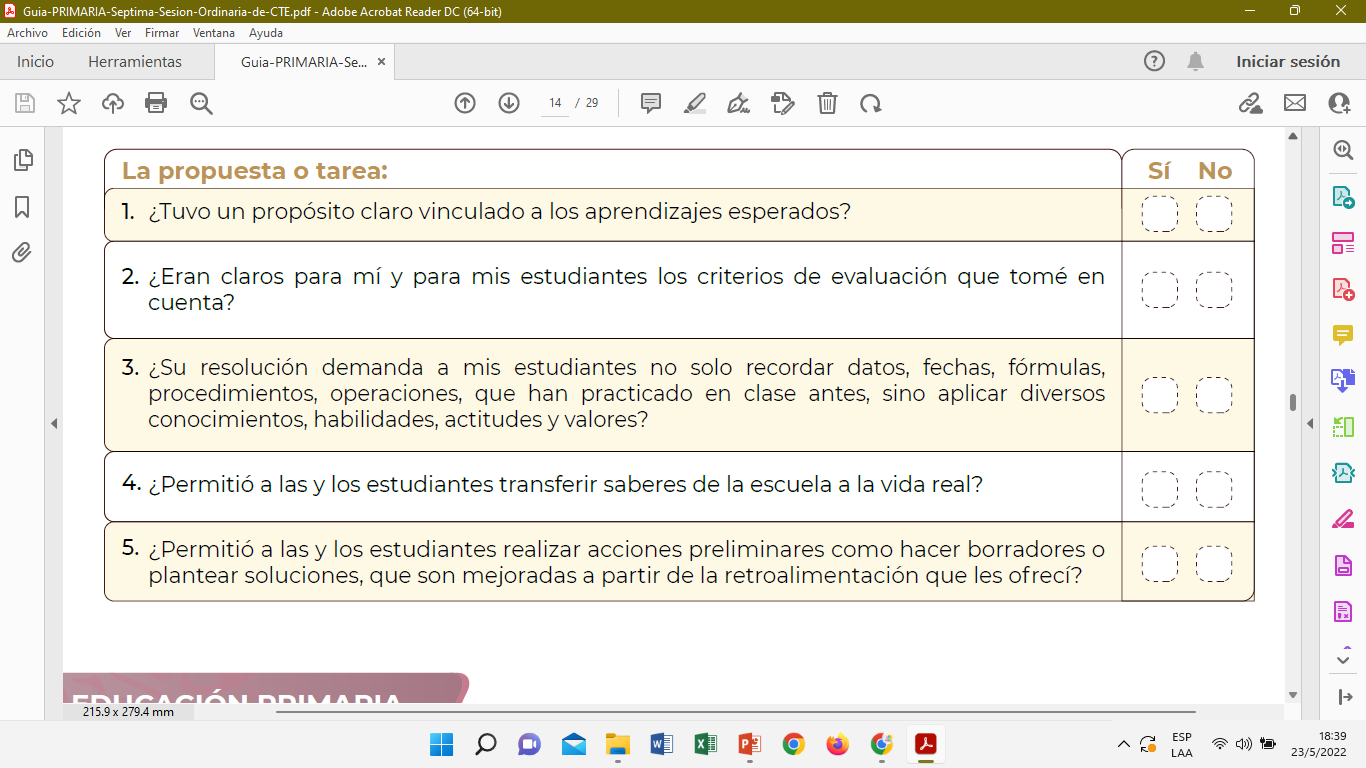 Guia-PRIMARIA-Septima-Sesion-Ordinaria-de-CTE.pdf - Adobe Acrobat Reader DC (64-bit)
Archivo Edición Ver Firmar Ventana Ayuda
Inicio Herramientas Guia-PRIMARIA-Se... × Iniciar sesión
14 / 29
La propuesta o tarea: Sí No
1. ¿Tuvo un propósito claro vinculado a los aprendizajes esperados?
2. ¿Eran claros para mí y para mis estudiantes los criterios de evaluación que tomé en
cuenta?
3. ¿Su resolución demanda a mis estudiantes no solo recordar datos, fechas, fórmulas,
procedimientos, operaciones, que han practicado en clase antes, sino aplicar diversos
conocimientos, habilidades, actitudes y valores?
4. ¿Permitió a las y los estudiantes transferir saberes de la escuela a la vida real?
5. ¿Permitió a las y los estudiantes realizar acciones preliminares como hacer borradores o
plantear soluciones, que son mejoradas a partir de la retroalimentación que les ofrecí?
EDUCACIÓN PRIMARIA
215.9 x 279.4 mm
ESP 18:39
LAA 23/5/2022